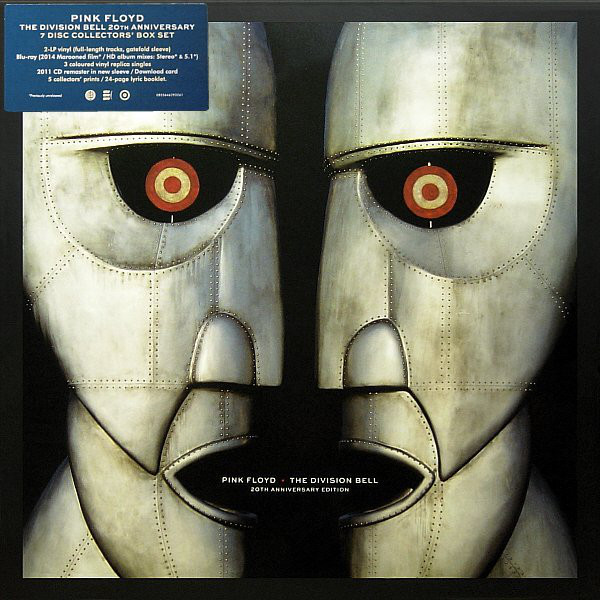 PINK FLOYD
THE DIVISION BELL 20TH ANNIVERSARY
7 DISC COLLECTORS' BOX SET
2-LP vinyl (full-length tracks, gatefold sleeve)
Blu-ray (2014 Marooned film* / HD album mixes: Stereo* & 5.1*)
3 coloured vinyl replica singles
2011 CD remaster in new sleeve / Download card
5 collectors' prints / 24-page lyric booklet.
*Previously unreleased
PINK FLOYD • THE DIVISION BELL
20TH ANNIVERSARY EDITION